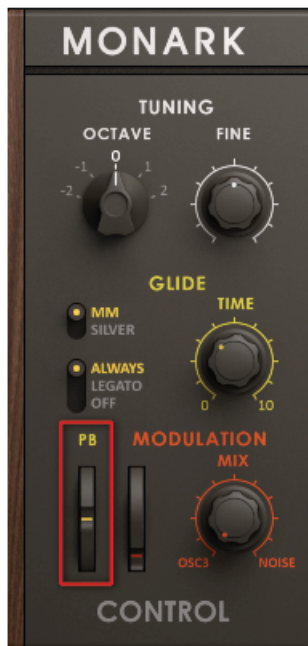 MONARK
TUNING
OCTAVE FINE
0
-1 1
-2 2
GLIDE
MM TIME
SILVER
ALWAYS
LEGATO
OFF 0 10
PB MODULATION
MIX
OSC3 NOISE
CONTROL